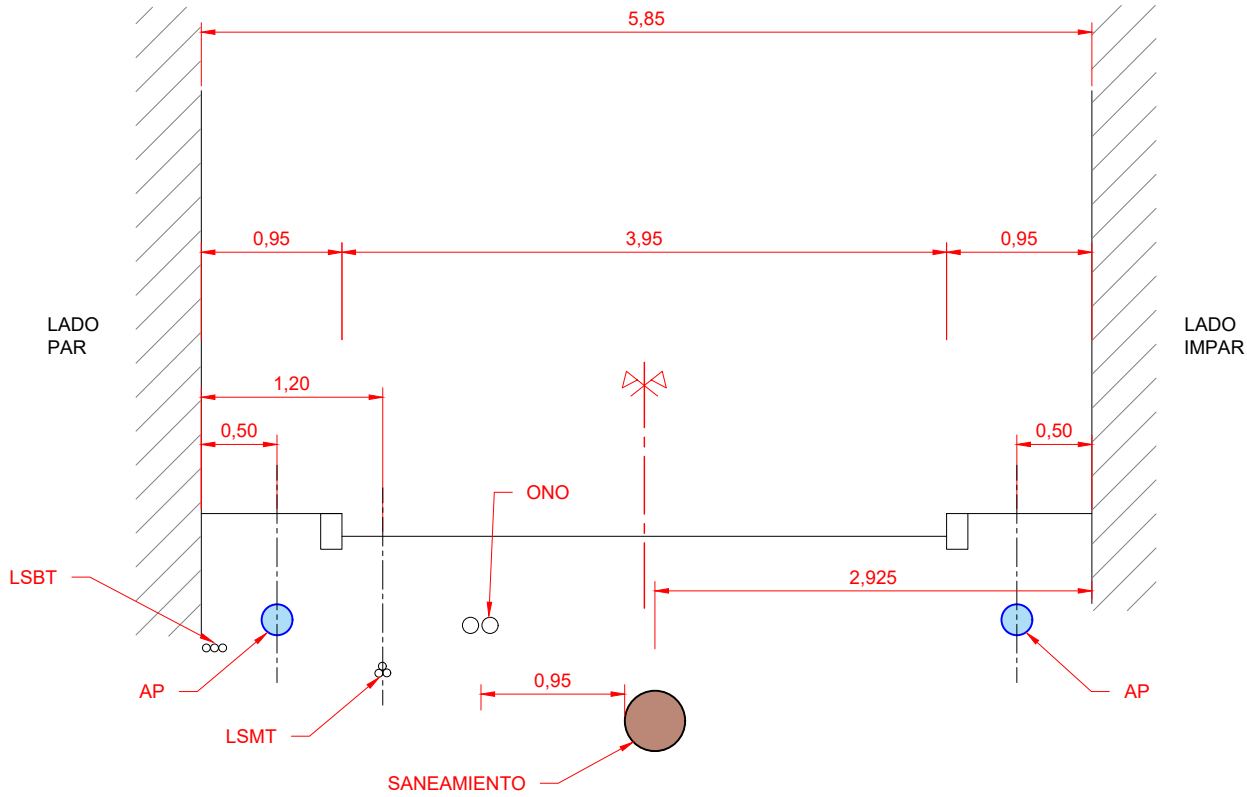 5,85
0,95
3,95
0,95
LADO
PAR
LADO
IMPAR
1,20
0,50
0,50
ONO
LSBT
2,925
AP
0,95
AP
LSMT
SANEAMIENTO